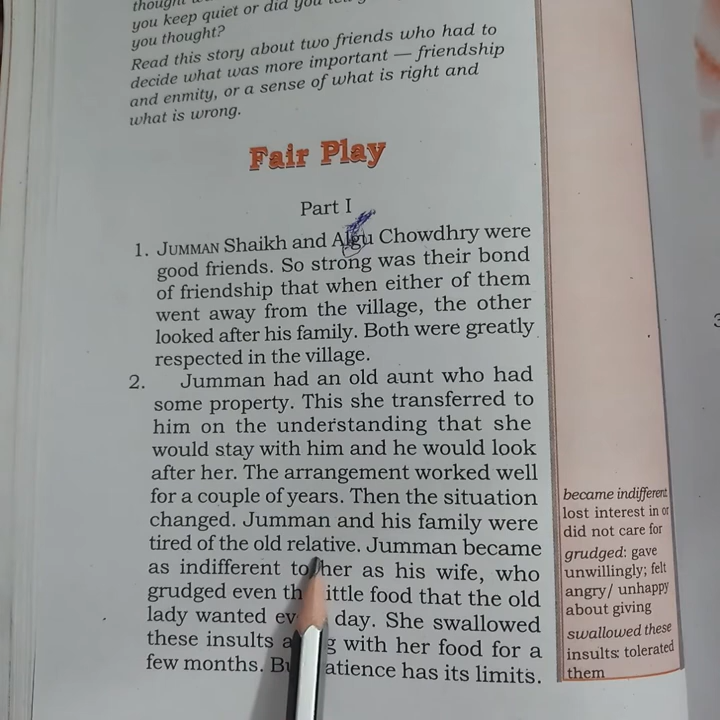 you keep quiet or did you
you thought?
Read this story about two friends who had to
decide what was more important — friendship
and enmity, or a sense of what is right and
what is wrong.
Fair Play
Part I
1. JUMMAN Shaikh and Algu Chowdhry were
good friends. So strong was their bond
of friendship that when either of them
went away from the village, the other
looked after his family. Both were greatly
respected in the village.
2. Jumman had an old aunt who had
some property. This she transferred to
him on the understanding that she
would stay with him and he would look
after her. The arrangement worked well
for a couple of years. Then the situation
changed. Jumman and his family were
tired of the old relative. Jumman became
as indifferent to her as his wife, who
grudged even the little food that the old
lady wanted every day. She swallowed
these insults along with her food for a
few months. But patience has its limits.
became indifferent
lost interest in or
did not care for
grudged: gave
unwillingly; felt
angry/ unhappy
about giving
swallowed these
insults: tolerated
them